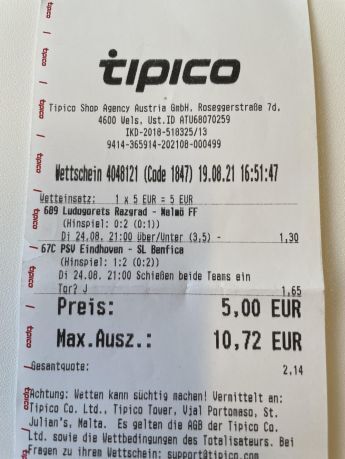 tipico
Tipico Shop Agency Austria GmbH, Roseggerstraße 7d,
4600 Wels, Ust.ID ATU68070259
IKO-2018-518325/13
9414-365914-202108-000499
Wettschein 4048121 (Code 1847) 19.08.21 16:51:47
Wetteinsatz: 1 x 5 EUR = 5 EUR
689 Ludogorets Razgrad - Malmö FF
(Hinspiel: 0:2 (0:1))
Di 24.08. 21:00 Über/Unter (3,5) - 1,30
67C PSV Eindhoven - SL Benfica
(Hinspiel: 1:2 (0:2))
Di 24.08. 21:00 Schießen beide Teams ein
Tor? J 1,65
Preis: 5,00 EUR
Max.Ausz.: 10,72 EUR
Gesamtquote: 2,14
Achtung: Wetten kann süchtig machen! Vermittelt an:
Tipico Co. Ltd., Tipico Tower, Vjal Portomaso, St.
Julian's, Malta. Es gelten die AGB der Tipico Co.
Ltd. sowie die Wettbedingungen des Totalisateurs. Bei
Fragen zu ihrem Wettschein: support@tipico.com